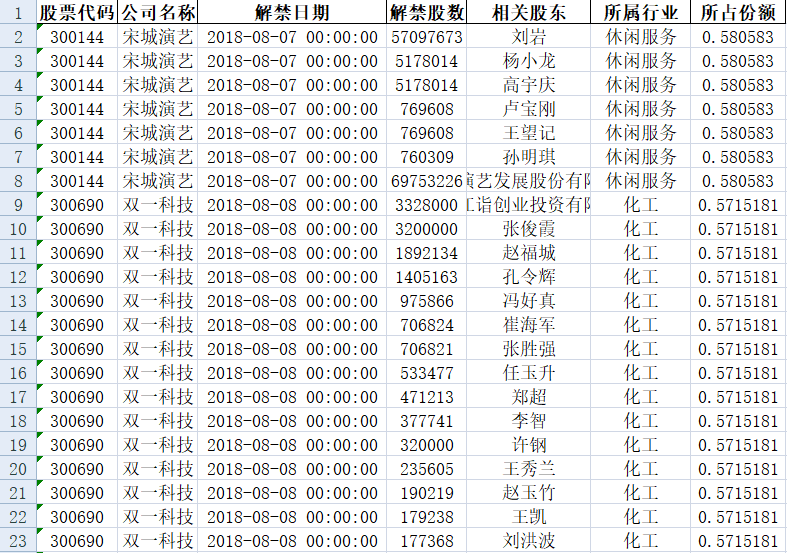 1 股票代码 公司名称 解禁日期 解禁股数 相关股东 所属行业 所占份额
2 300144 宋城演艺 2018-08-07 00:00:00 57097673 刘岩 休闲服务 0.580583
3 300144 宋城演艺 2018-08-07 00:00:00 5178014 杨小龙 休闲服务 0.580583
4 300144 宋城演艺 2018-08-07 00:00:00 5178014 高宇庆 休闲服务 0.580583
5 300144 宋城演艺 2018-08-07 00:00:00 769608 卢宝刚 休闲服务 0.580583
6 300144 宋城演艺 2018-08-07 00:00:00 769608 王望记 休闲服务 0.580583
7 300144 宋城演艺 2018-08-07 00:00:00 760309 孙明琪 休闲服务 0.580583
8 300144 宋城演艺 2018-08-07 00:00:00 69753226 演艺发展股份有限 休闲服务 0.580583
9 300690 双一科技 2018-08-08 00:00:00 3328000 江诣创业投资有限 化工 0.5715181
10 300690 双一科技 2018-08-08 00:00:00 3200000 张俊霞 化工 0.5715181
11 300690 双一科技 2018-08-08 00:00:00 1892134 赵福城 化工 0.5715181
12 300690 双一科技 2018-08-08 00:00:00 1405163 孔令辉 化工 0.5715181
13 300690 双一科技 2018-08-08 00:00:00 975866 冯好真 化工 0.5715181
14 300690 双一科技 2018-08-08 00:00:00 706824 崔海军 化工 0.5715181
15 300690 双一科技 2018-08-08 00:00:00 706821 张胜强 化工 0.5715181
16 300690 双一科技 2018-08-08 00:00:00 533477 任玉升 化工 0.5715181
17 300690 双一科技 2018-08-08 00:00:00 471213 郑超 化工 0.5715181
18 300690 双一科技 2018-08-08 00:00:00 377741 李智 化工 0.5715181
19 300690 双一科技 2018-08-08 00:00:00 320000 许钢 化工 0.5715181
20 300690 双一科技 2018-08-08 00:00:00 235605 王秀兰 化工 0.5715181
21 300690 双一科技 2018-08-08 00:00:00 190219 赵玉竹 化工 0.5715181
22 300690 双一科技 2018-08-08 00:00:00 179238 王凯 化工 0.5715181
23 300690 双一科技 2018-08-08 00:00:00 177368 刘洪波 化工 0.5715181